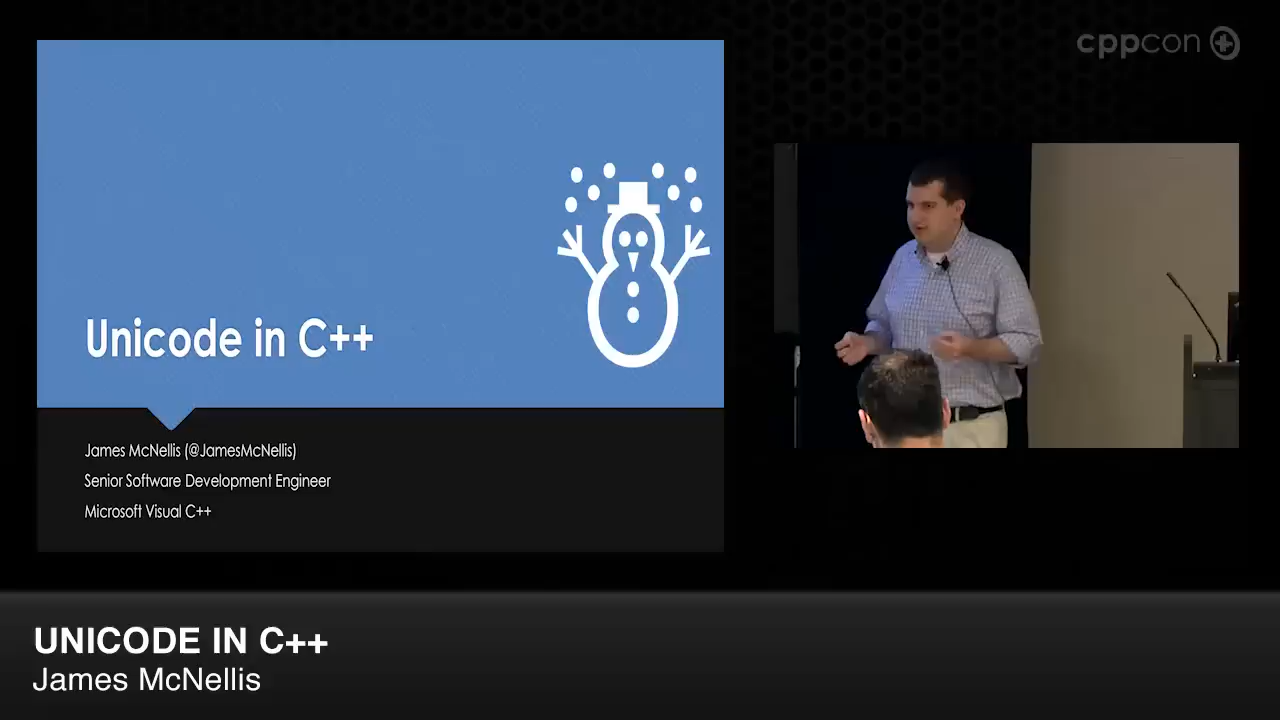 cppcon
Unicode in C++
James McNellis (@JamesMcNellis)
Senior Software Development Engineer
Microsoft Visual C++
UNICODE IN C++
James McNellis